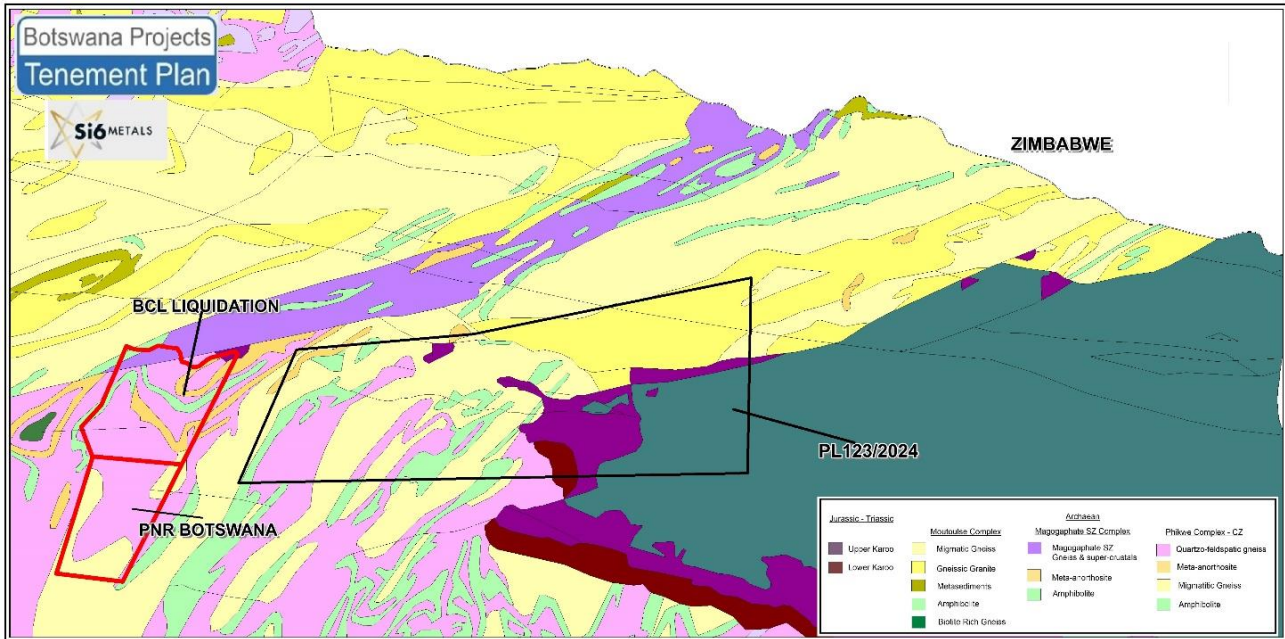 Botswana Projects
Tenement Plan
Si6 METALS
ZIMBABWE
BCL LIQUIDATION
PL123/2024
PNR BOTSWANA
Jurassic - Triassic
Upper Karoo
Lower Karoo
Archaean
Moutoulse Complex
Migmatic Gneiss
Gneissic Granite
Metasediments
Amphibolite
Biotite Rich Gneiss
Magogaphate SZ Complex
Magogaphate SZ
Gneiss & super-crustals
Meta-anorthosite
Amphibolite
Phikwe Complex - CZ
Quartzo-feldspatic gneiss
Meta-anorthosite
Migmatitic Gneiss
Amphibolite